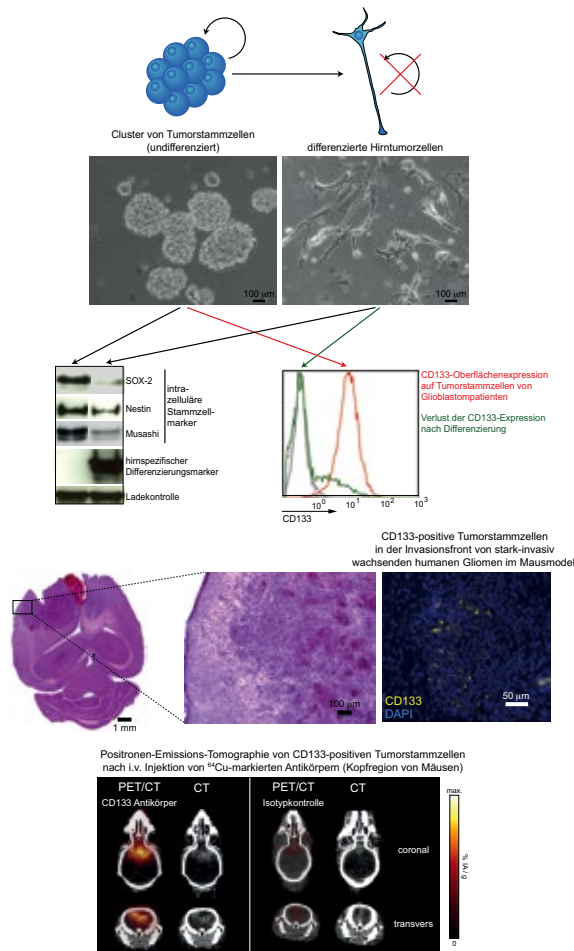 Cluster von Tumorstammzellen
(undifferenziert)
differenzierte Hirntumorzellen
100 µm
100 µm
SOX-2
Nestin
Musashi
intra-
zelluläre
Stammzell-
marker
hirnspezifischer
Differenzierungsmarker
Ladekontrolle
CD133-Oberflächenexpression
auf Tumorstammzellen von
Glioblastompatienten
Verlust der CD133-Expression
nach Differenzierung
10⁰ 10¹ 10² 10³
CD133
CD133-positive Tumorstammzellen
in der Invasionsfront von stark-invasiv
wachsenden humanen Gliomen im Mausmodel
1 mm
100 µm
CD133
DAPI
50 µm
Positronen-Emissions-Tomographie von CD133-positiven Tumorstammzellen
nach i.v. Injektion von ⁶⁴Cu-markierten Antikörpern (Kopfregion von Mäusen)
PET/CT CT PET/CT CT
CD133 Antikörper Isotypkontrolle
coronal
transvers
max.
% IA / g
0